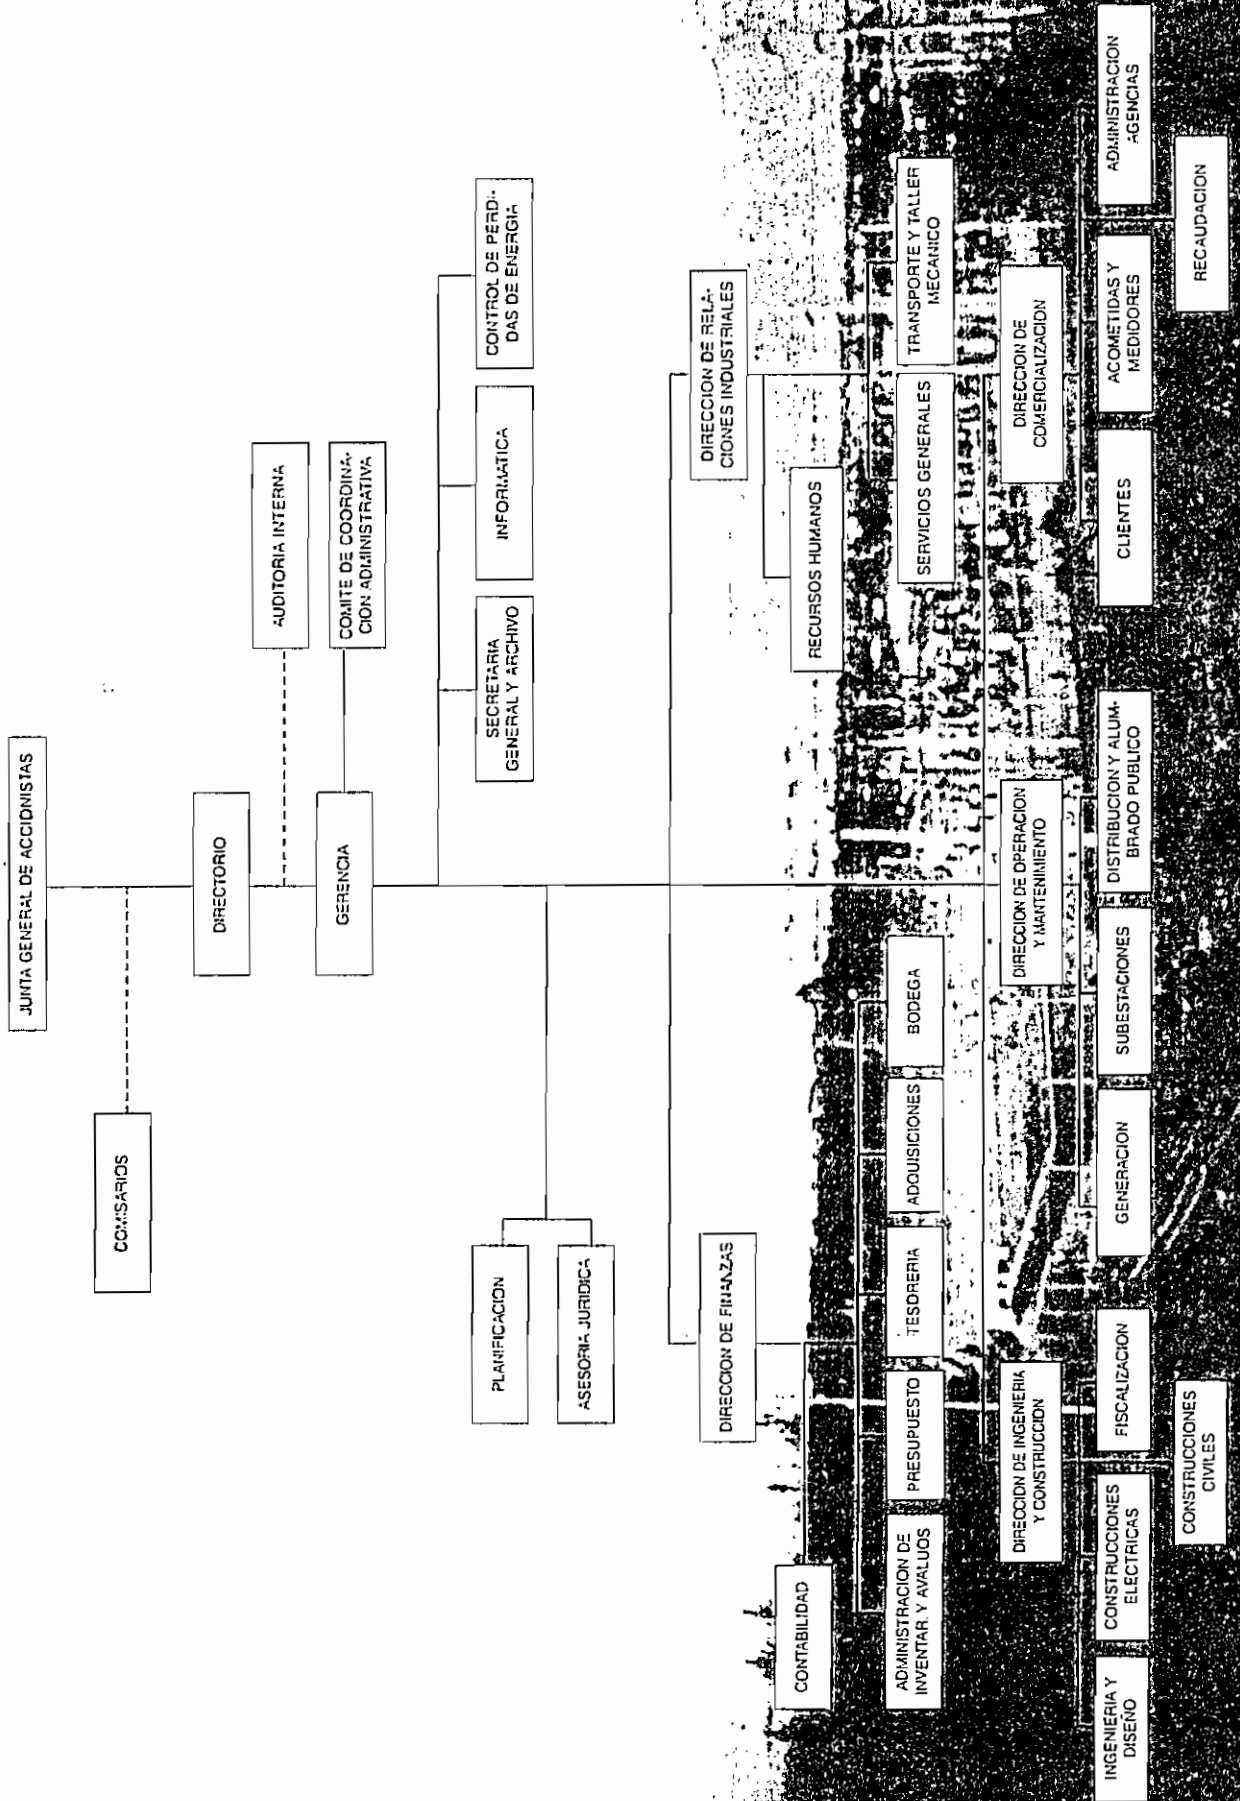 JUNTA GENERAL DE ACCIONISTAS
COMISARIOS
DIRECTORIO
AUDITORIA INTERNA
GERENCIA
COMITE DE COORDINA-
CION ADMINISTRATIVA
PLANIFICACION
ASESORIA JURIDICA
SECRETARIA
GENERAL Y ARCHIVO
INFORMATICA
CONTROL DE PERDI-
DAS DE ENERGIA
DIRECCION DE FINANZAS
DIRECCION DE RELA-
CIONES INDUSTRIALES
CONTABILIDAD
RECURSOS HUMANOS
ADMINISTRACION DE
INVENTAR. Y AVALUOS
PRESUPUESTO
TESORERIA
ADQUISICIONES
BODEGA
SERVICIOS GENERALES
TRANSPORTE Y TALLER
MECANICO
DIRECCION DE INGENIERIA
Y CONSTRUCCION
DIRECCION DE OPERACION
Y MANTENIMIENTO
DIRECCION DE
COMERCIALIZACION
INGENIERIA Y
DISEÑO
CONSTRUCCIONES
ELECTRICAS
FISCALIZACION
GENERACION
SUBESTACIONES
DISTRIBUCION Y ALUM-
BRADO PUBLICO
CLIENTES
ACOMETIDAS Y
MEDIDORES
ADMINISTRACION
AGENCIAS
CONSTRUCCIONES
CIVILES
RECAUDACION